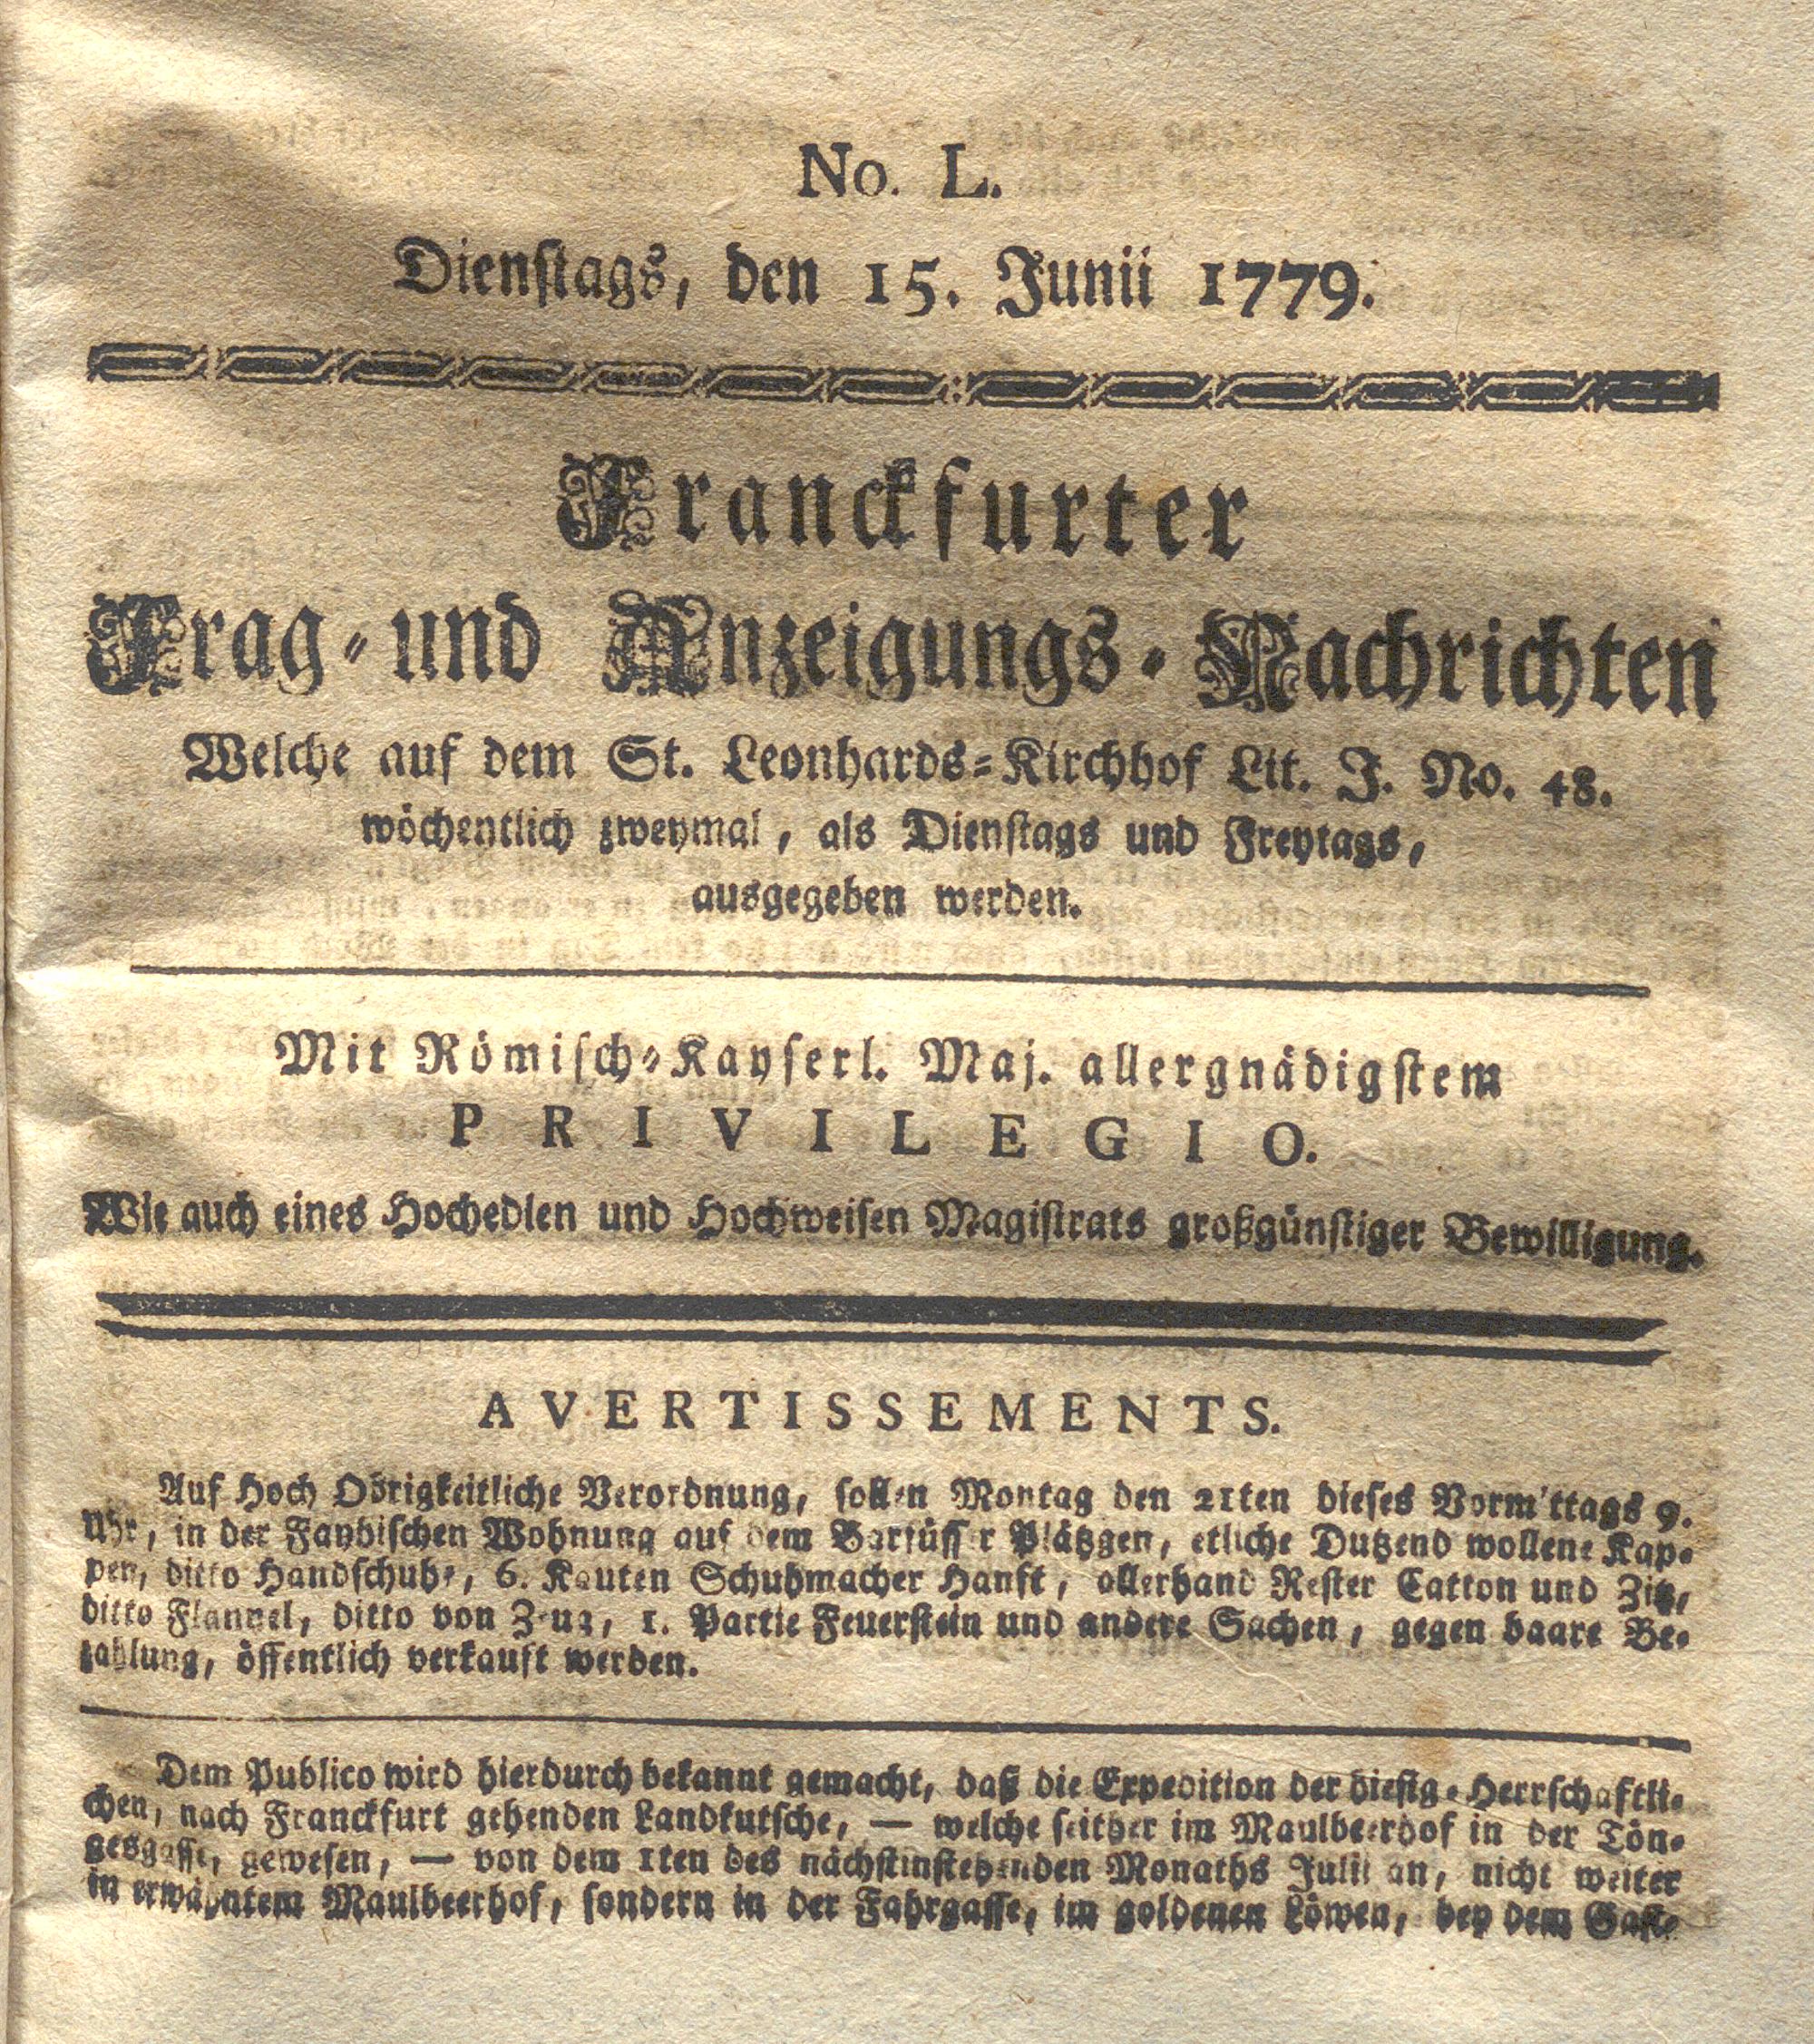 No. L.
Dienstags, den 15. Junii 1779.
Franckfurter
Frag- und Anzeigungs-Nachrichten
Welche auf dem St. Leonhards-Kirchhof Lit. J. No. 48.
wöchentlich zweymal, als Dienstags und Freytags,
ausgegeben werden.
Mit Römisch-Kayserl. Maj. allergnädigstem
PRIVILEGIO.
Wie auch eines Hochedlen und Hochweisen Magistrats großgünstiger Bewilligung.
AVERTISSEMENTS.
Auf Hoch Obrigkeitliche Verordnung, sollen Montag den 21ten dieses Vormittags 9.
Uhr, in der Faydischen Wohnung auf dem Barfüsser Plätzgen, etliche Dutzend wollene Kap-
pen, ditto Handschuhe, 6. Kauten Schuhmacher Hanft, allerhand Rester Catton und Zitz,
ditto Flannel, ditto von Zeug, 1. Partie Feuerstein und andere Sachen, gegen baare Be-
zahlung, öffentlich verkauft werden.
Dem Publico wird hierdurch bekannt gemacht, daß die Expedition der hiesig-Herrschaftli-
chen, nach Franckfurt gehenden Landkutsche, — welche seither im Maulbeerhof in der Tön-
gesgasse, gewesen, — von dem 1ten des nächstinstehenden Monaths Julii an, nicht weiter
in erwähntem Maulbeerhof, sondern in der Fahrgasse, im goldenen Löwen, bey dem Gast-